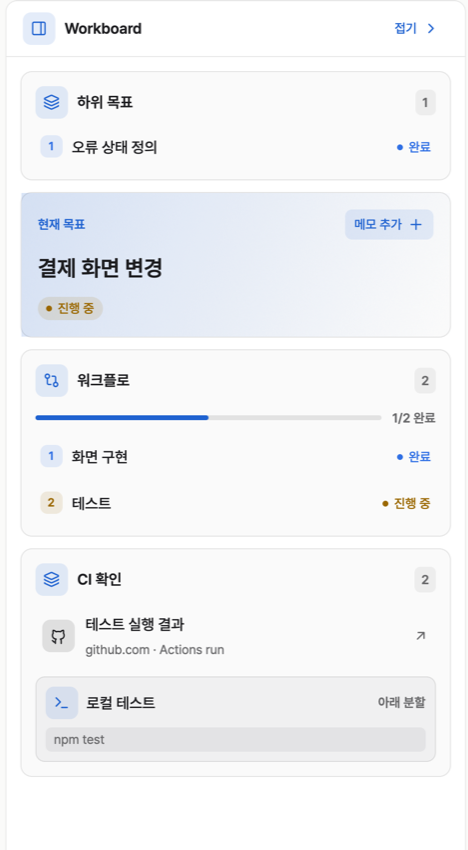 Workboard
접기
하위 목표
1
1
오류 상태 정의
완료
현재 목표
메모 추가
결제 화면 변경
진행 중
워크플로
2
1/2 완료
1
화면 구현
완료
2
테스트
진행 중
CI 확인
2
테스트 실행 결과
github.com · Actions run
로컬 테스트
아래 분할
npm test